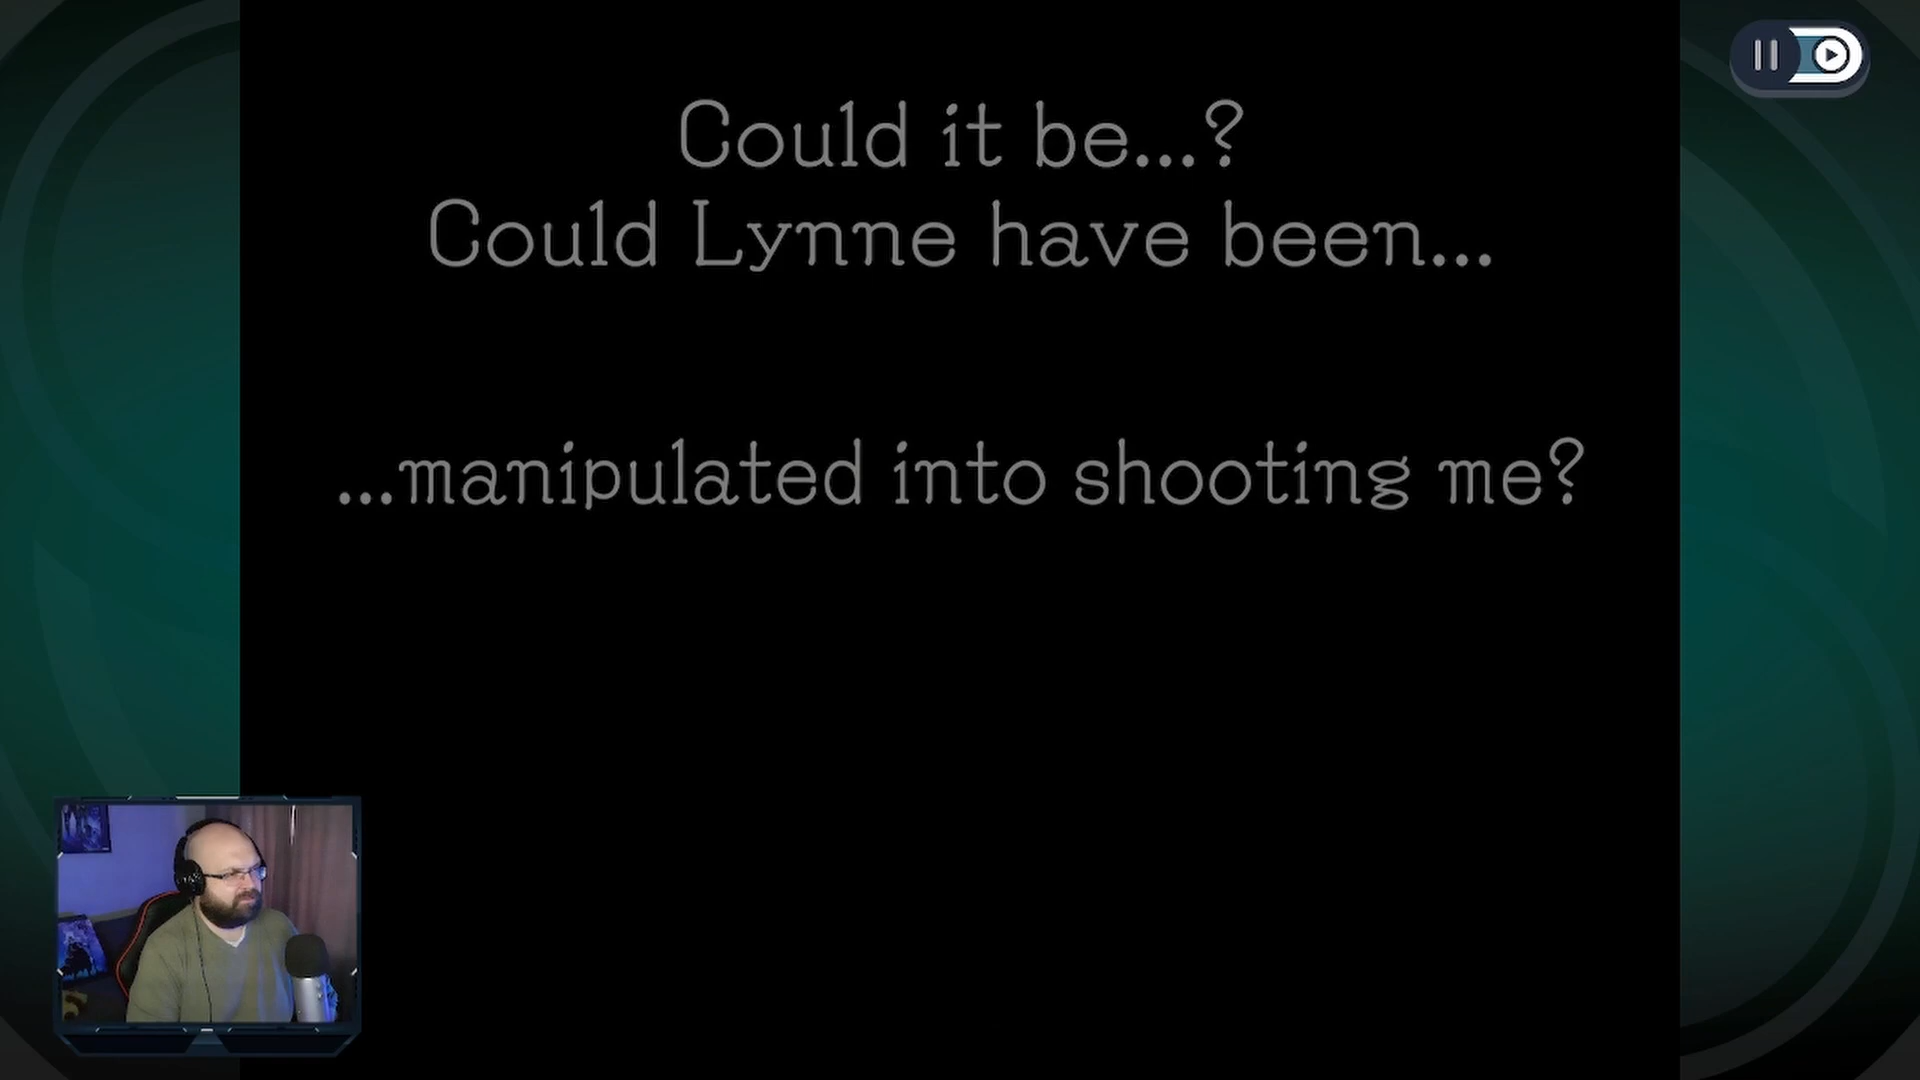 Could it be...?
Could Lynne have been...
...manipulated into shooting me?